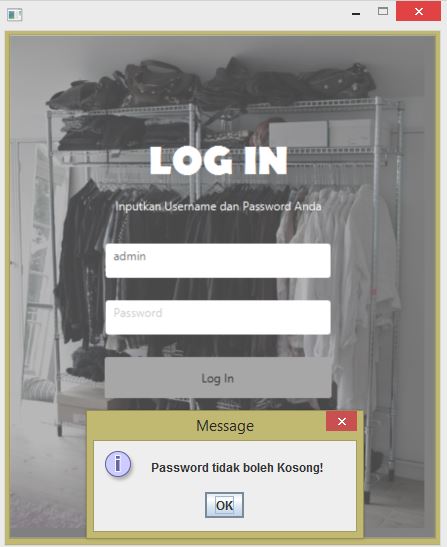 LOG IN
Inputkan Username dan Password Anda
admin
Password
Log In
Message
Password tidak boleh Kosong!
OK